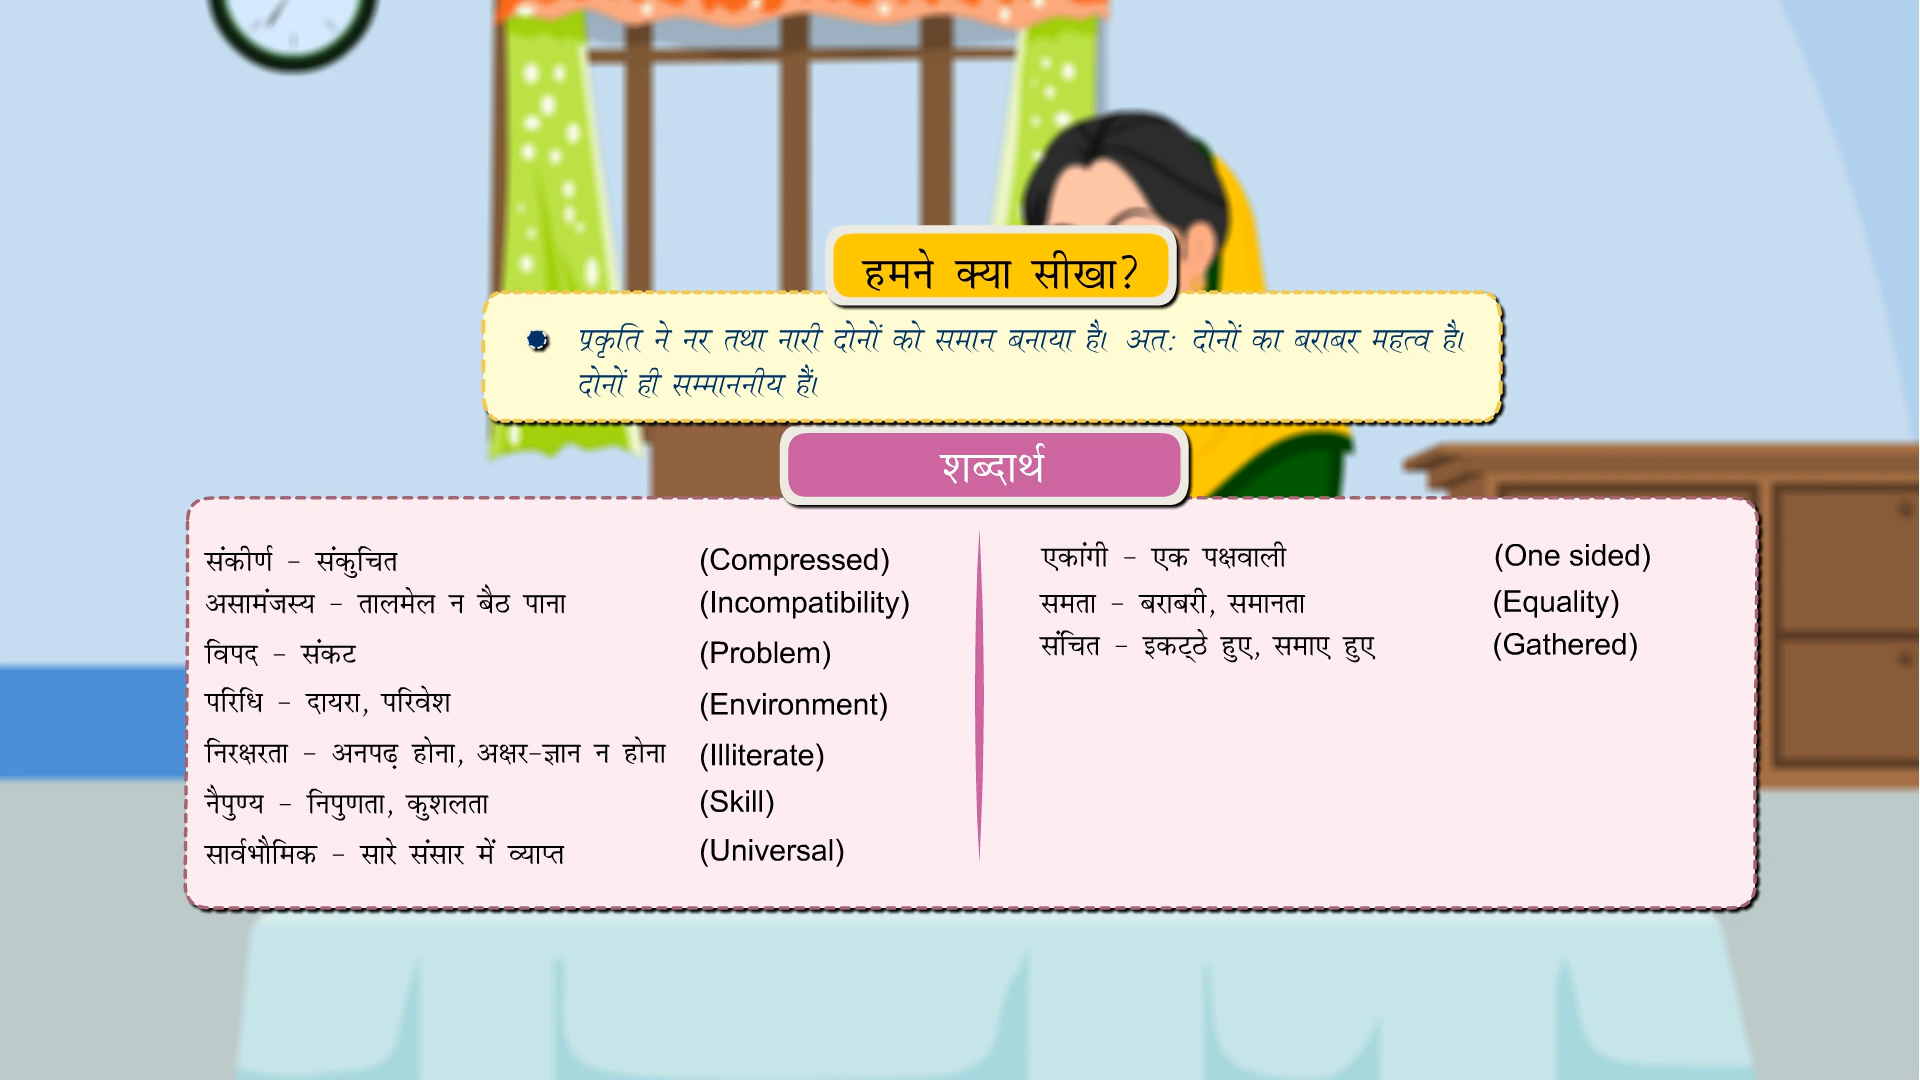 हमने क्या सीखा?
प्रकृति ने नर तथा नारी दोनों को समान बनाया है। अत: दोनों का बराबर महत्व है।
दोनों ही सम्माननीय हैं।
शब्दार्थ
संकीर्ण – संकुचित (Compressed)
असामंजस्य – तालमेल न बैठ पाना (Incompatibility)
विपद – संकट (Problem)
परिधि – दायरा, परिवेश (Environment)
निरक्षरता – अनपढ़ होना, अक्षर-ज्ञान न होना (Illiterate)
नैपुण्य – निपुणता, कुशलता (Skill)
सार्वभौमिक – सारे संसार में व्याप्त (Universal)
एकांगी – एक पक्षवाली (One sided)
समता – बराबरी, समानता (Equality)
संचित – इकट्ठे हुए, समाए हुए (Gathered)